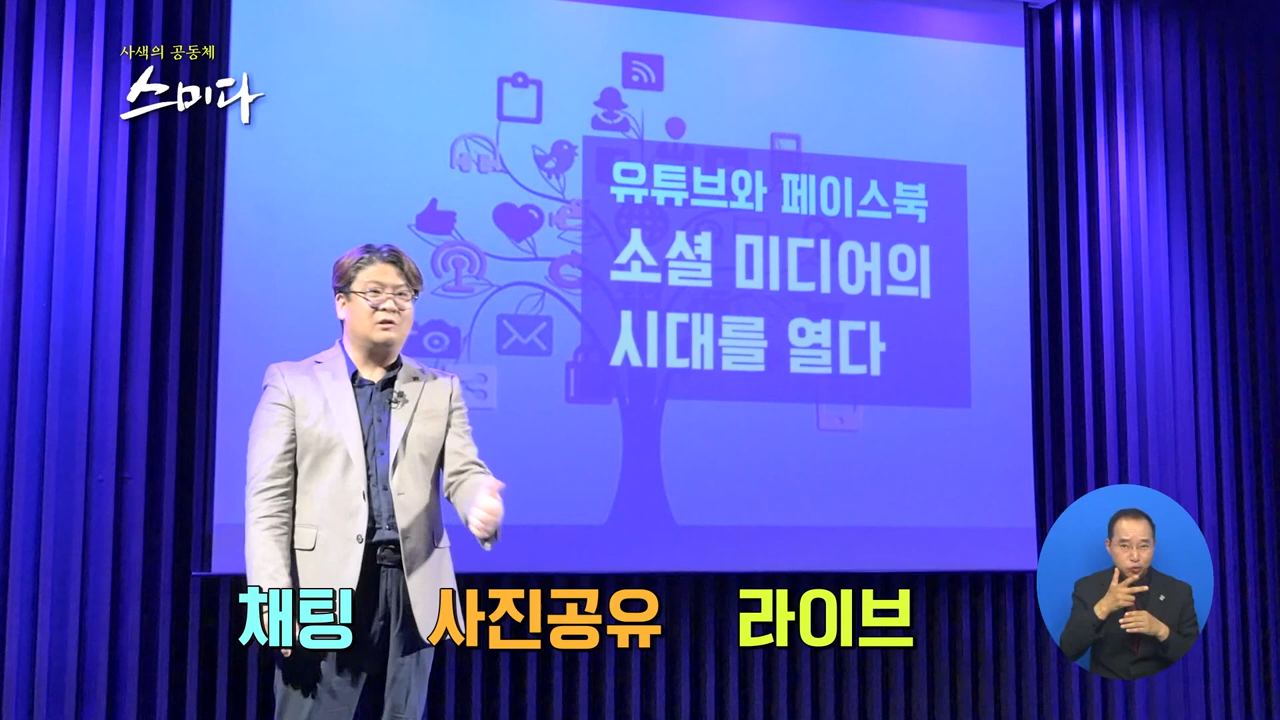 사색의 공동체
스미다
유튜브와 페이스북
소셜 미디어의
시대를 열다
채팅 사진공유 라이브